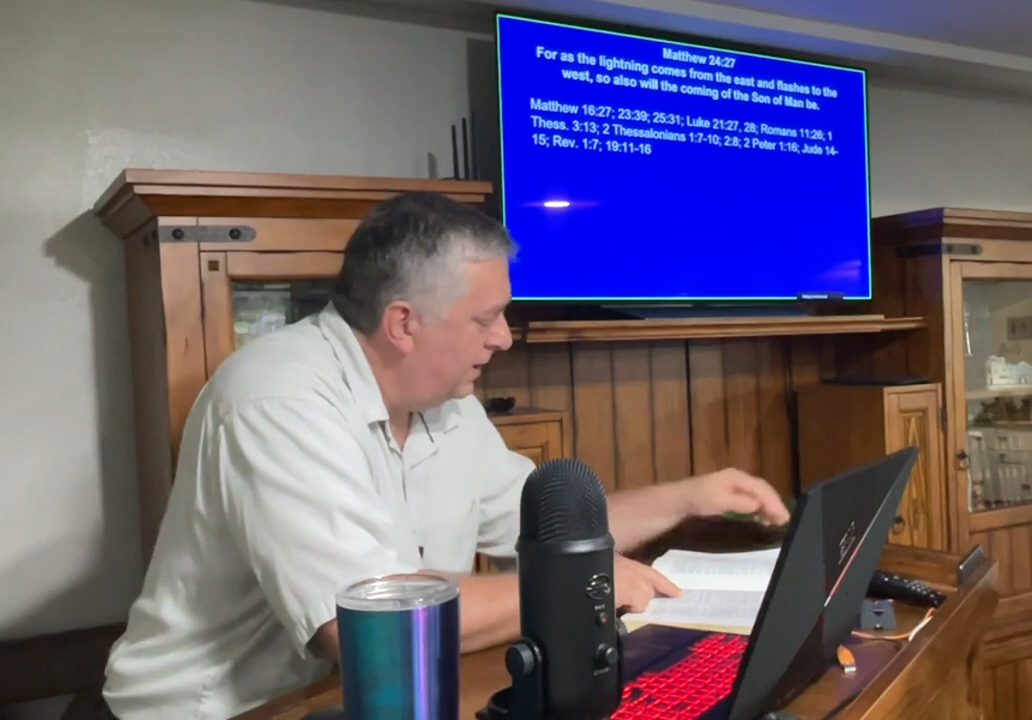 Matthew 24:27
For as the lightning comes from the east and flashes to the
west, so also will the coming of the Son of Man be.
Matthew 16:27; 23:39; 25:31; Luke 21:27, 28; Romans 11:26; 1
Thess. 3:13; 2 Thessalonians 1:7-10; 2:8; 2 Peter 1:16; Jude 14-
15; Rev. 1:7; 19:11-16